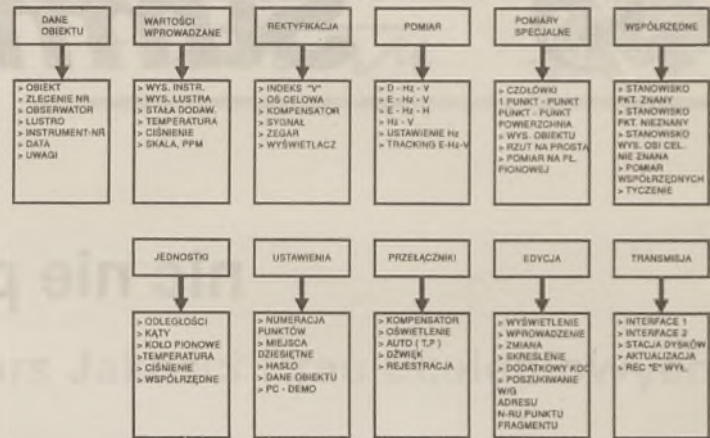 DANE
OBIEKTU
> OBIEKT
> ZLECENIE NR
> OBSERWATOR
> LUSTRO
> INSTRUMENT-NR
> DATA
> UWAGI
WARTOŚCI
WPROWADZANE
> WYS. INSTR.
> WYS. LUSTRA
> STAŁA DODAW.
> TEMPERATURA
> CIŚNIENIE
> SKALA, PPM
REKTYFIKACJA
> INDEKS "V"
> OŚ CELOWA
> KOMPENSATOR
> SYGNAŁ
> ZEGAR
> WYŚWIETLACZ
POMIAR
> D - Hz - V
> E - Hz - V
> E - Hz - H
> Hz - V
> USTAWIENIE Hz
> TRACKING E-Hz-V
POMIARY
SPECJALNE
> CZOŁÓWKI
1 PUNKT - PUNKT
PUNKT - PUNKT
POWIERZCHNIA
> WYS. OBIEKTU
> RZUT NA PROSTĄ
> POMIAR NA PŁ.
PIONOWEJ
WSPÓŁRZĘDNE
> STANOWISKO
PKT. ZNANY
> STANOWISKO
PKT. NIEZNANY
> STANOWISKO
WYS. OSI CEL.
NIE ZNANA
> POMIAR
WSPÓŁRZĘDNYCH
> TYCZENIE
JEDNOSTKI
> ODLEGŁOŚCI
> KĄTY
> KOŁO PIONOWE
>TEMPERATURA
> CIŚNIENIE
> WSPÓŁRZĘDNE
USTAWIENIA
> NUMERACJA
PUNKTÓW
> MIEJSCA
DZIESIĘTNE
> HASŁO
> DANE OBIEKTU
> PC - DEMO
PRZEŁĄCZNIKI
> KOMPENSATOR
> OŚWIETLENIE
> AUTO ( T,P )
> DŹWIĘK
> REJESTRACJA
EDYCJA
> WYŚWIETLENIE
> WPROWADZENIE
> ZMIANA
> SKREŚLENIE
> DODATKOWY KOD
> POSZUKIWANIE
W/G
ADRESU
N-RU PUNKTU
FRAGMENTU
TRANSMISJA
> INTERFACE 1
> INTERFACE 2
> STACJA DYSKÓW
> AKTUALIZACJA
> REC "E" WYŁ.